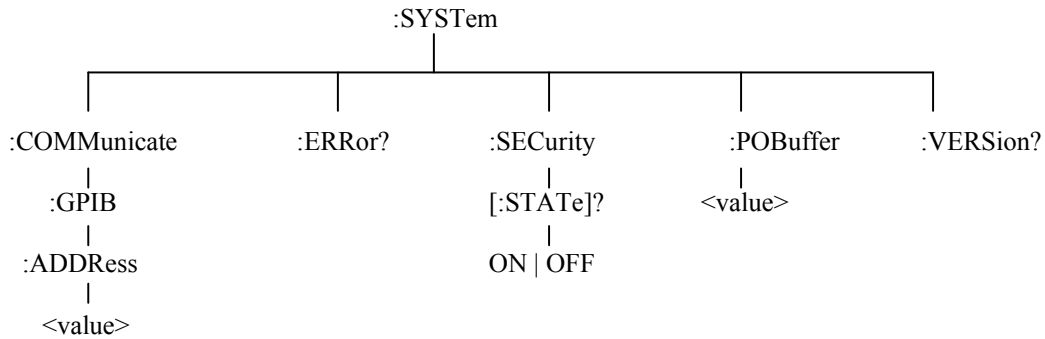 :SYSTem
:COMMunicate :ERRor? :SECurity :POBuffer :VERSion?
:GPIB [:STATe]? <value>
:ADDRess ON | OFF
<value>